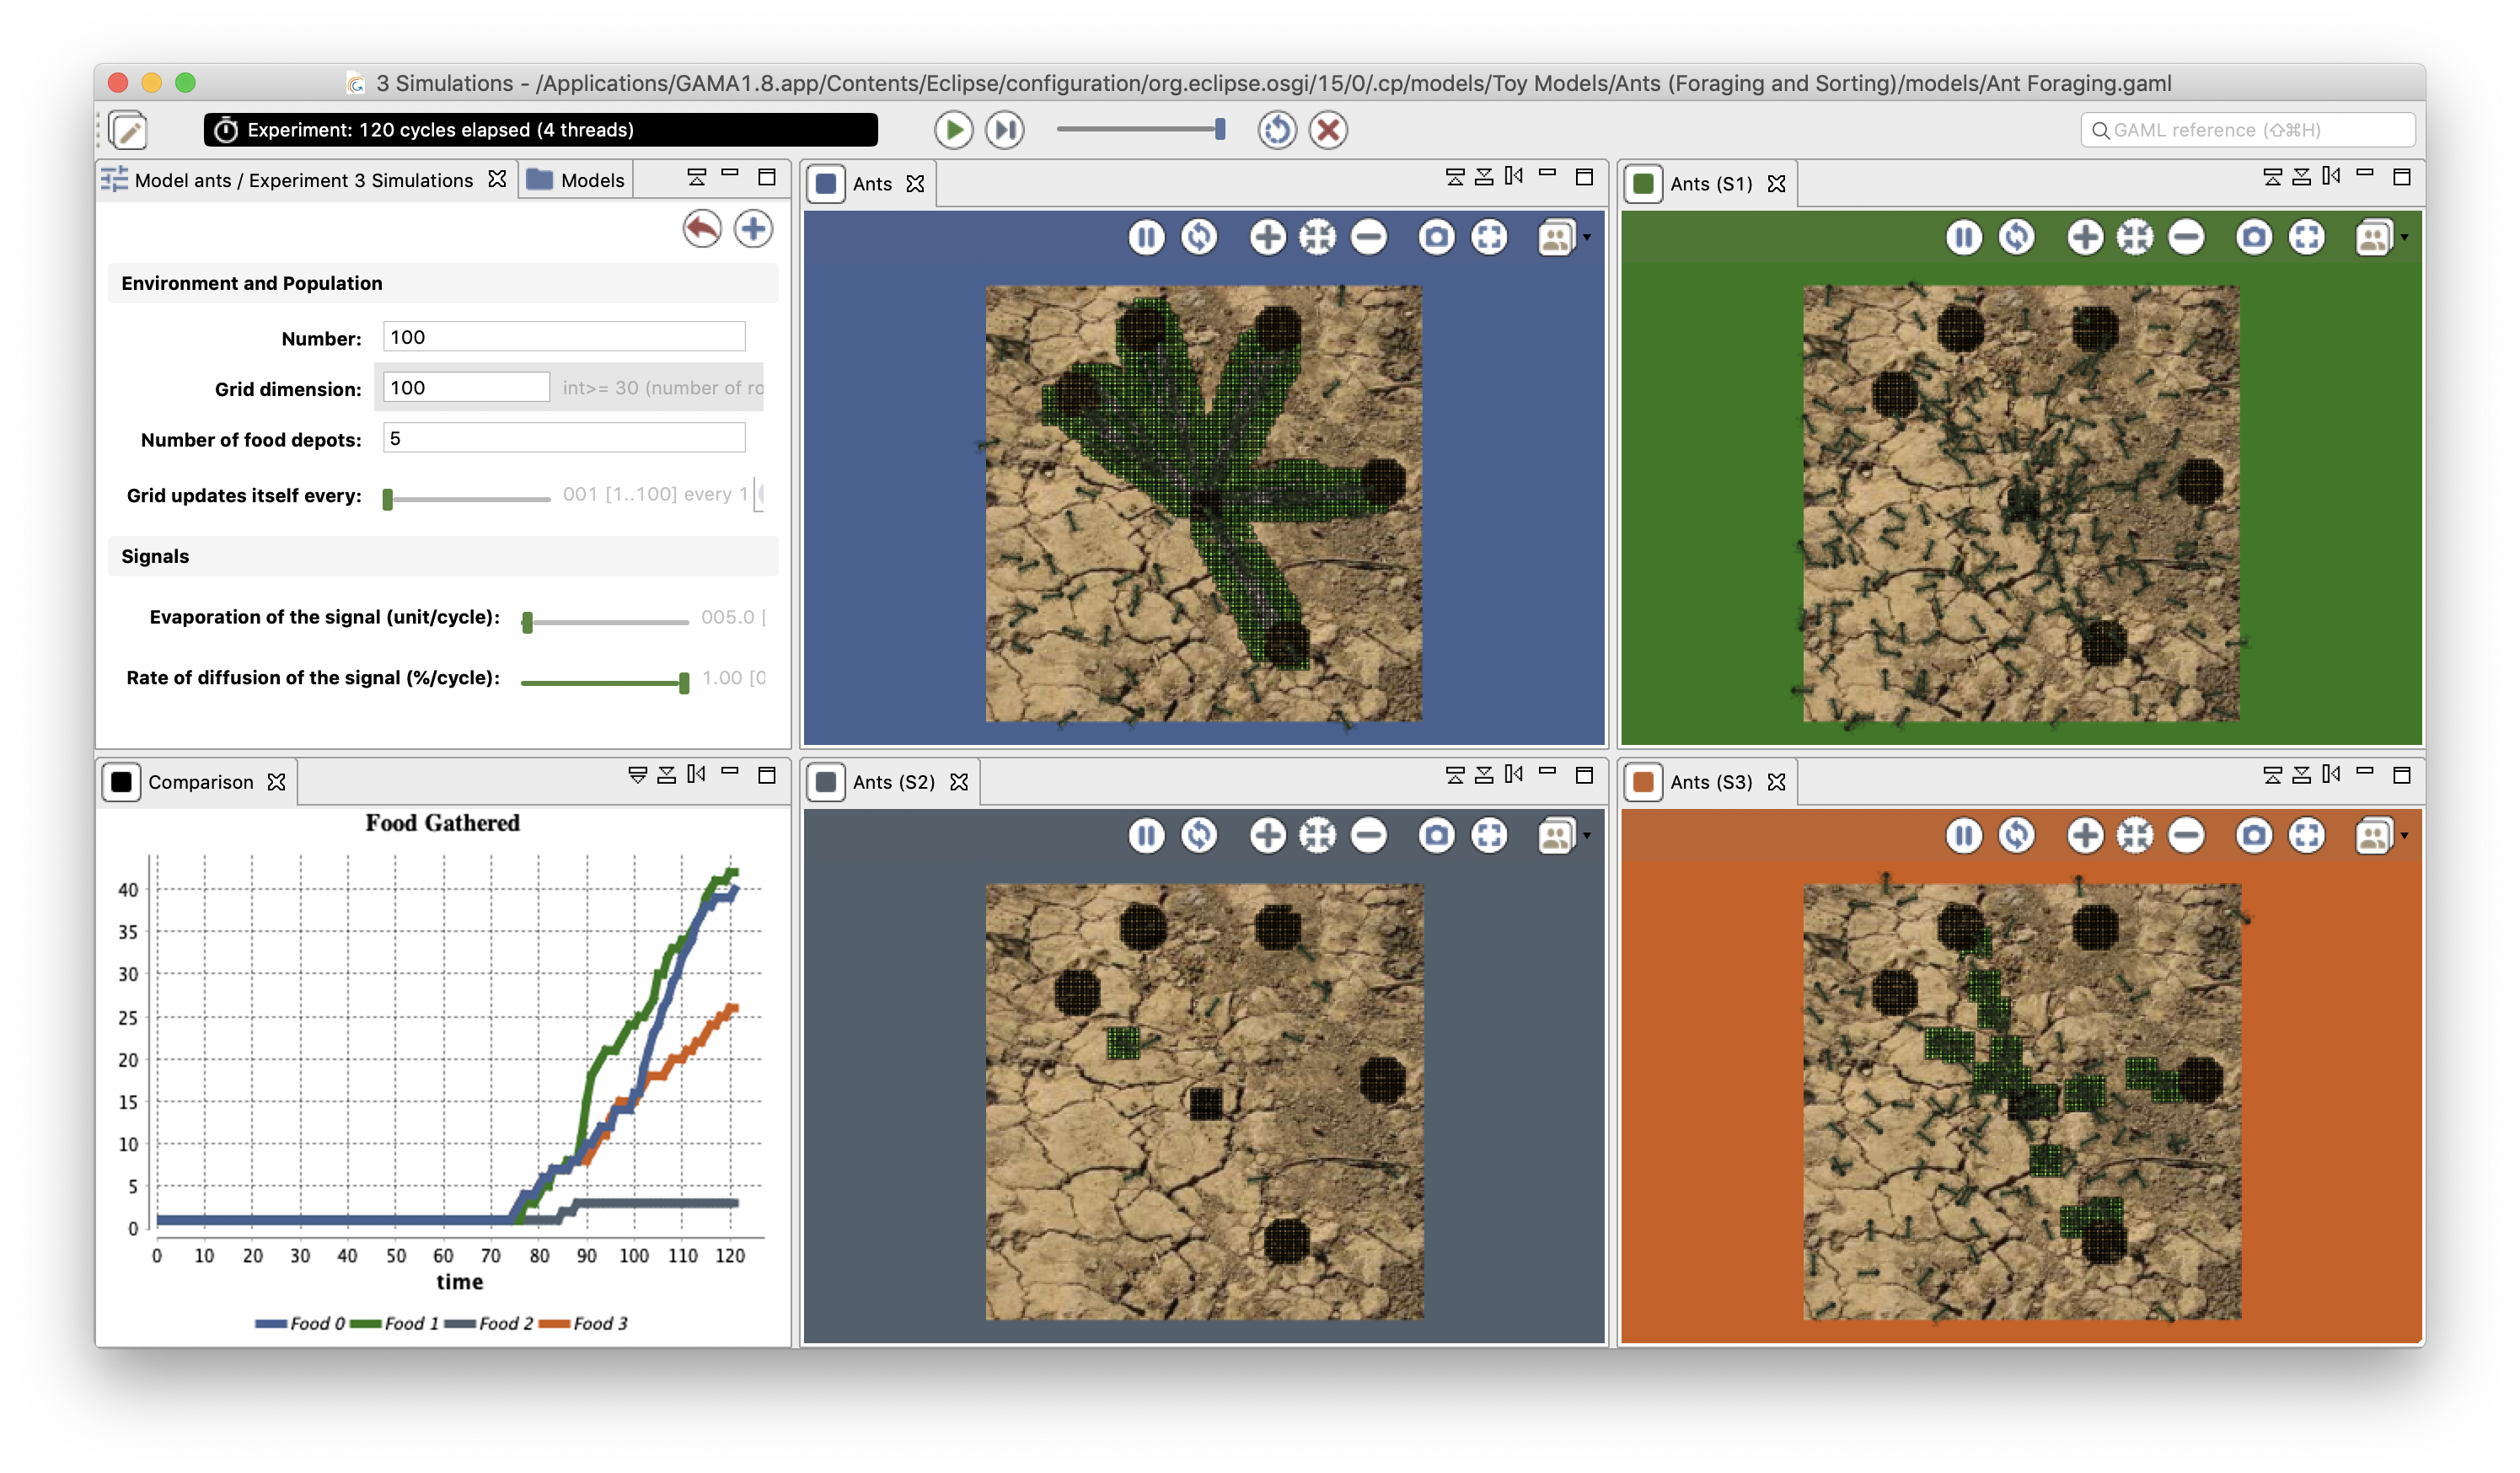 3 Simulations - /Applications/GAMA1.8.app/Contents/Eclipse/configuration/org.eclipse.osgi/15/0/.cp/models/Toy Models/Ants (Foraging and Sorting)/models/Ant Foraging.gaml
Experiment: 120 cycles elapsed (4 threads)
GAML reference (⇧⌘H)
Model ants / Experiment 3 Simulations
Models
Environment and Population
Number: 100
Grid dimension: 100 int>= 30 (number of ro
Number of food depots: 5
Grid updates itself every: 001 [1..100] every 1
Signals
Evaporation of the signal (unit/cycle): 005.0 [
Rate of diffusion of the signal (%/cycle): 1.00 [0
Ants
Ants (S1)
Comparison
Food Gathered
40
35
30
25
20
15
10
5
0
0 10 20 30 40 50 60 70 80 90 100 110 120
time
Food 0 Food 1 Food 2 Food 3
Ants (S2)
Ants (S3)